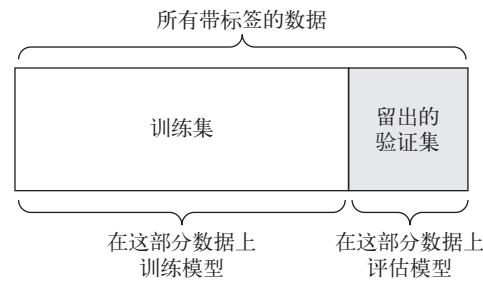 所有带标签的数据
训练集
留出的
验证集
在这部分数据上
训练模型
在这部分数据上
评估模型